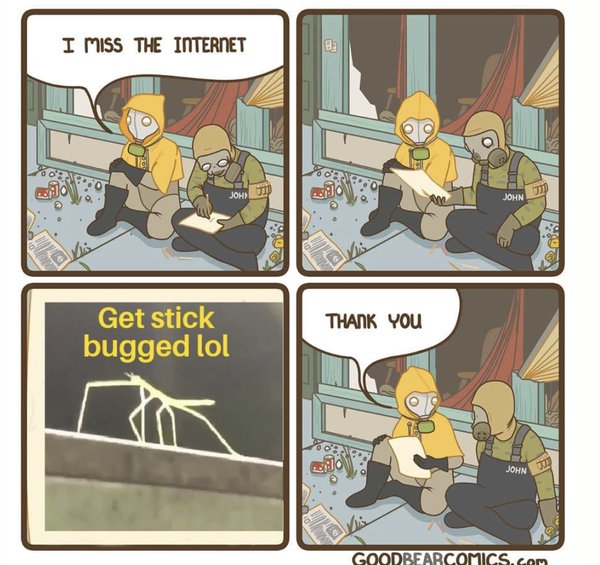 I MISS THE INTERNET
JOHN
JOHN
Get stick
bugged lol
THANK YOU
JOHN
GOODBEARCOMICS.com